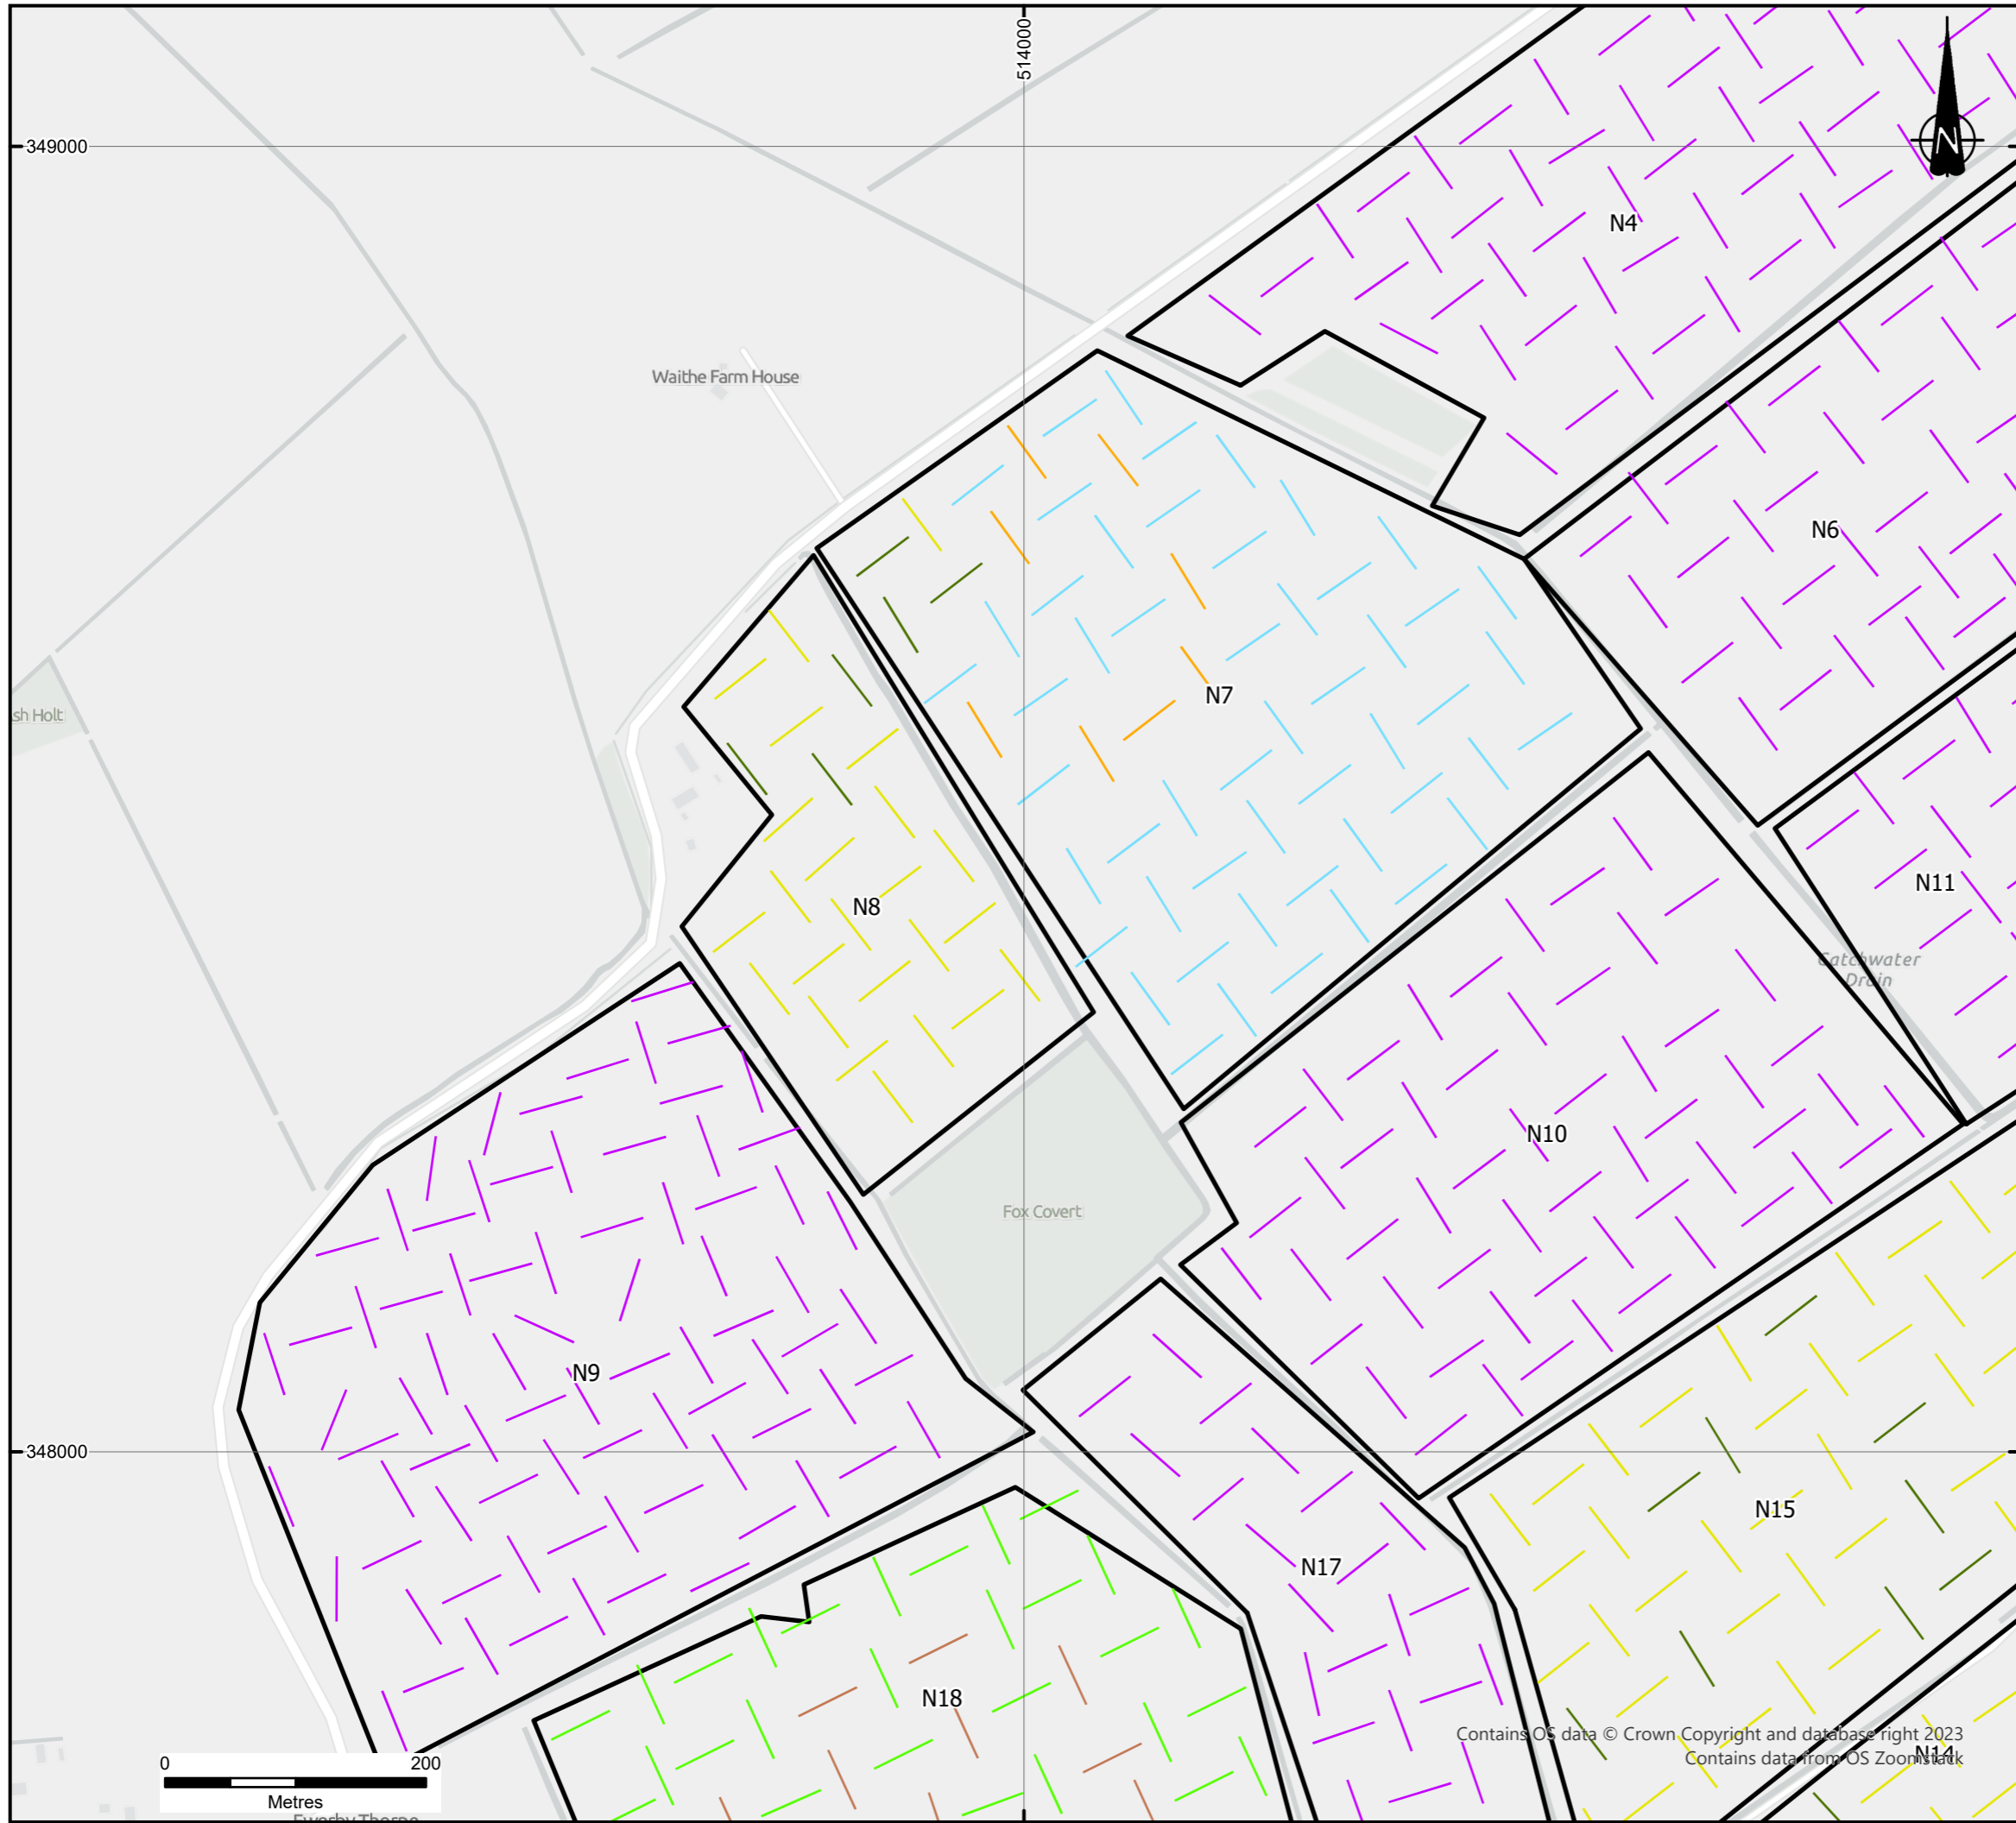 514000
349000
N
N4
Waithe Farm House
N6
N7
sh Holt
N11
N8
Catchwater
Drain
N10
Fox Covert
N9
348000
N15
N17
N18
Contains OS data © Crown Copyright and database right 2023
N14
Contains data from OS Zoomstack
0 200
Metres
Ewerby Thorpe